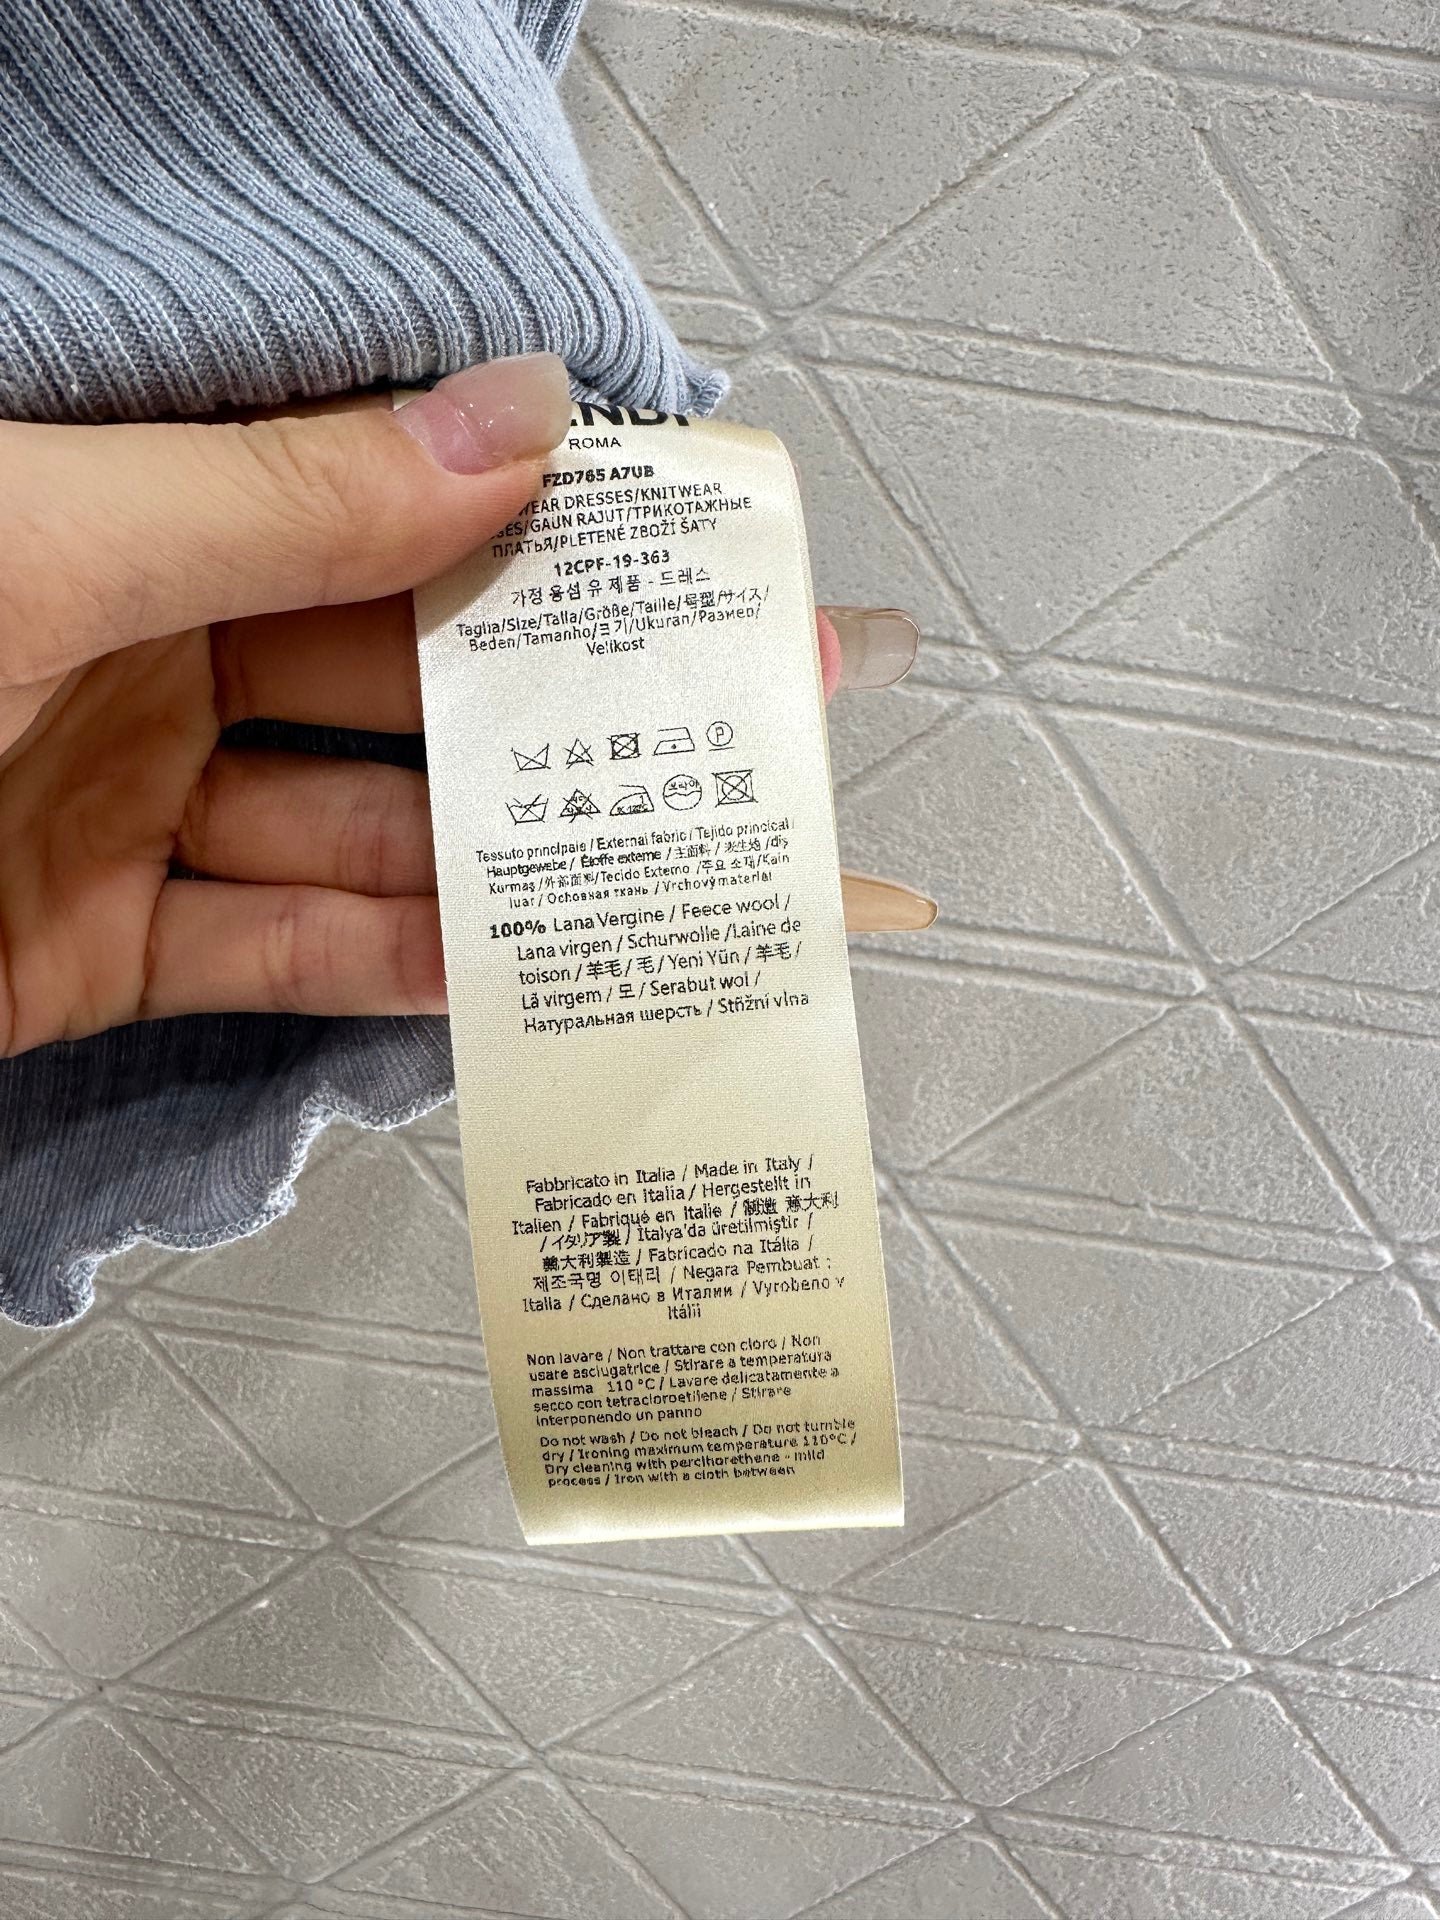 ENDI
ROMA
FZD765 A7UB
WEAR DRESSES/KNITWEAR
SES/GAUN RAJUT/ТРИКОТАЖНЫЕ
ПЛАТЬЯ/PLETENÉ ZBOŽÍ ŠATY
12CPF-19-363
가정 용섬 유 제품 - 드레스
Taglia/Size/Talla/Größe/Taille/号型/サイズ/
Beden/Tamanho/크기/Ukuran/Размер/
Velikost
P
드라이
Tessuto principale / External fabric / Tejido principal /
Hauptgewebe / Étoffe externe / 主面料 / 表生地 /dış
Kumaş /外部面料/Tecido Externo /주요 소재/Kain
luar / Основная ткань / Vrchový materiál
100% Lana Vergine / Feece wool /
Lana virgen / Schurwolle /Laine de
toison / 羊毛/ 毛/ Yeni Yün / 羊毛 /
Lã virgem / 모 / Serabut wol /
Натуральная шерсть / Střižní vlna
Fabbricato in Italia / Made in Italy /
Fabricado en Italia / Hergestellt in
Italien / Fabriqué en Italie / 制造 意大利
/ イタリア製 / İtalya'da üretilmiştir /
義大利製造 / Fabricado na Itália /
제조국명 이태리 / Negara Pembuat :
Italia / Сделано в Италии / Vyrobeno v
Itálii
Non lavare / Non trattare con cloro / Non
usare asciugatrice / Stirare a temperatura
massima 110 °C / Lavare delicatamente a
secco con tetracloroetilene / Stirare
interponendo un panno
Do not wash / Do not bleach / Do not tumble
dry / Ironing maximum temperature 110°C /
Dry cleaning with perclhorethene - mild
process / Iron with a cloth between